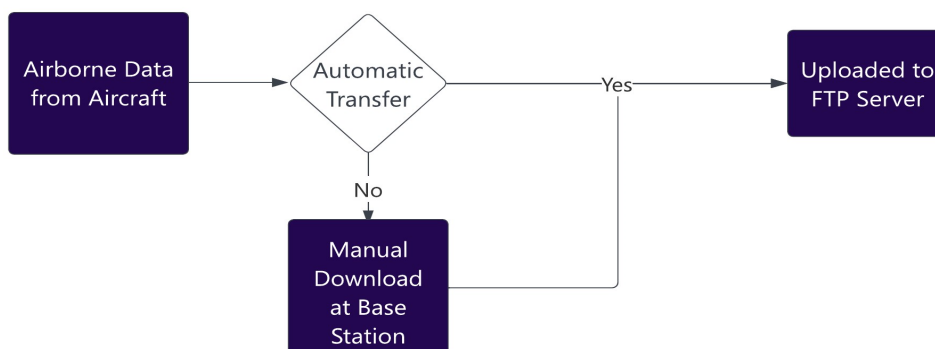 Airborne Data
from Aircraft
Automatic
Transfer
Yes
Uploaded to
FTP Server
No
Manual
Download
at Base
Station